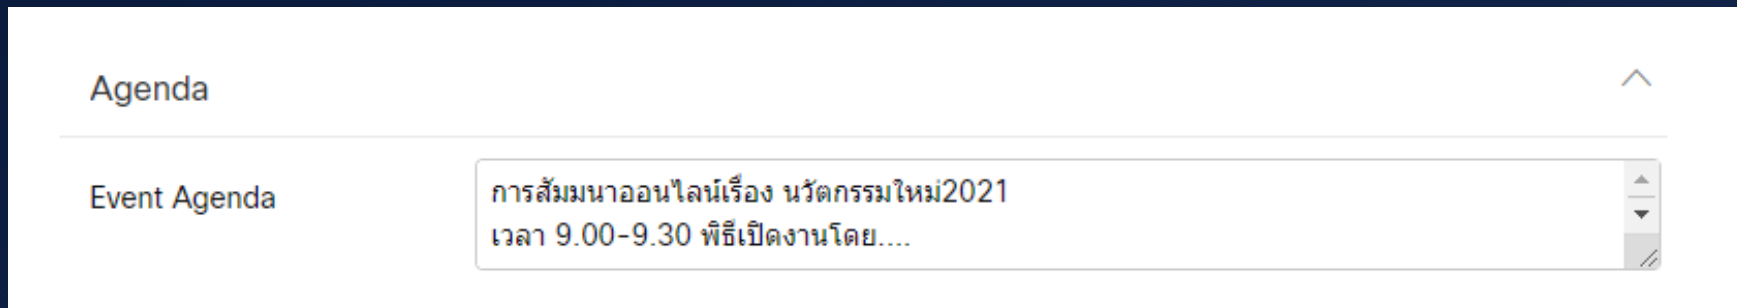 Agenda
Event Agenda
การสัมมนาออนไลน์เรื่อง นวัตกรรมใหม่2021
เวลา 9.00-9.30 พิธีเปิดงานโดย....